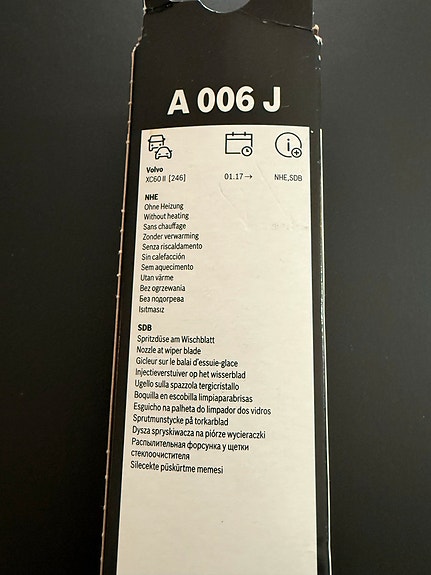 A 006 J
Volvo
XC60 II [246] 01.17→ NHE,SDB
NHE
Ohne Heizung
Without heating
Sans chauffage
Zonder verwarming
Senza riscaldamento
Sin calefacción
Sem aquecimento
Utan värme
Bez ogrzewania
Без подогрева
Isıtmasız
SDB
Spritzdüse am Wischblatt
Nozzle at wiper blade
Gicleur sur le balai d'essuie-glace
Injectieverstuiver op het wisserblad
Ugello sulla spazzola tergicristallo
Boquilla en escobilla limpiaparabrisas
Esguicho na palheta do limpador dos vidros
Sprutmunstycke på torkarblad
Dysza spryskiwacza na piórze wycieraczki
Распылительная форсунка у щетки
стеклоочистителя
Silecekte püskürtme memesi